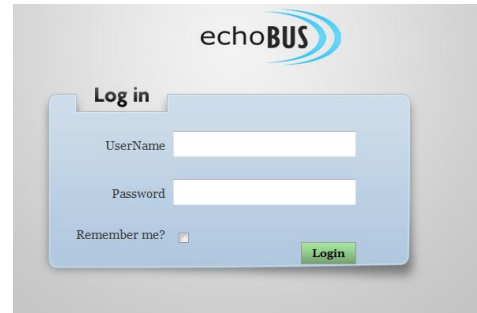 echoBUS
Log in
UserName
Password
Remember me?
Login